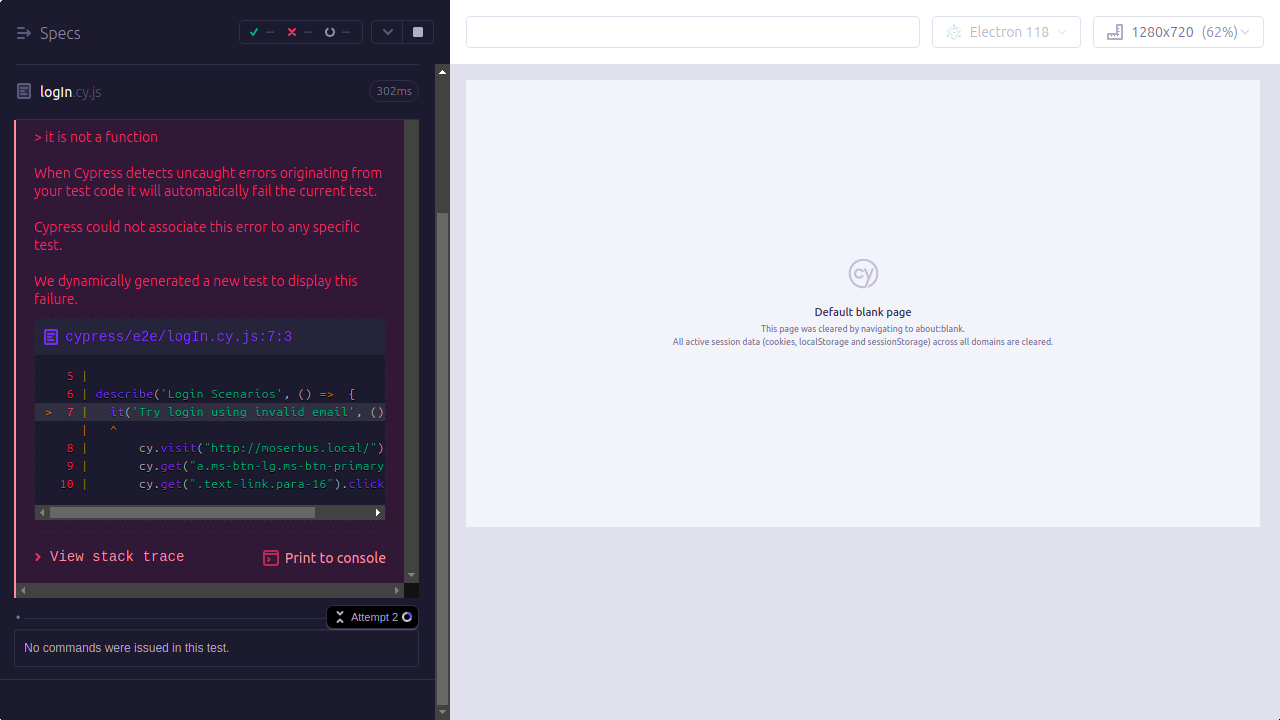 Specs
--
--
--
Electron 118
1280x720 (62%)
logIn.cy.js
302ms
> it is not a function
When Cypress detects uncaught errors originating from
your test code it will automatically fail the current test.
Cypress could not associate this error to any specific
test.
We dynamically generated a new test to display this
failure.
cypress/e2e/logIn.cy.js:7:3
5 |
6 | describe('Login Scenarios', () => {
> 7 |   it('Try login using invalid email', ()
|   ^
8 |       cy.visit("http://moserbus.local/")
9 |       cy.get("a.ms-btn-lg.ms-btn-primary
10 |       cy.get(".text-link.para-16").click
View stack trace
Print to console
Attempt 2
No commands were issued in this test.
cy
Default blank page
This page was cleared by navigating to about:blank.
All active session data (cookies, localStorage and sessionStorage) across all domains are cleared.